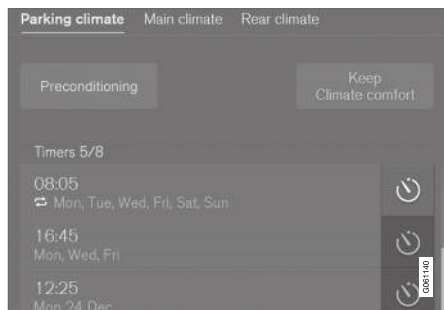 Parking climate Main climate Rear climate
Preconditioning
Keep
Climate comfort
Timers 5/8
08:05
Mon, Tue, Wed, Fri, Sat, Sun
16:45
Mon, Wed, Fri
12:25
Mon 24 Dec
G061140